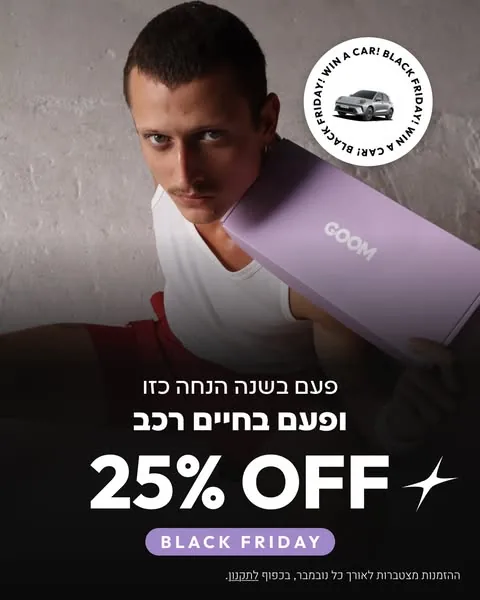 BLACK FRIDAY! WIN A CAR! BLACK FRIDAY! WIN A CAR!
GOOM
פעם בשנה הנחה כזו
ופעם בחיים רכב
25% OFF
BLACK FRIDAY
ההזמנות מצטברות לאורך כל נובמבר, בכפוף לתקנון.